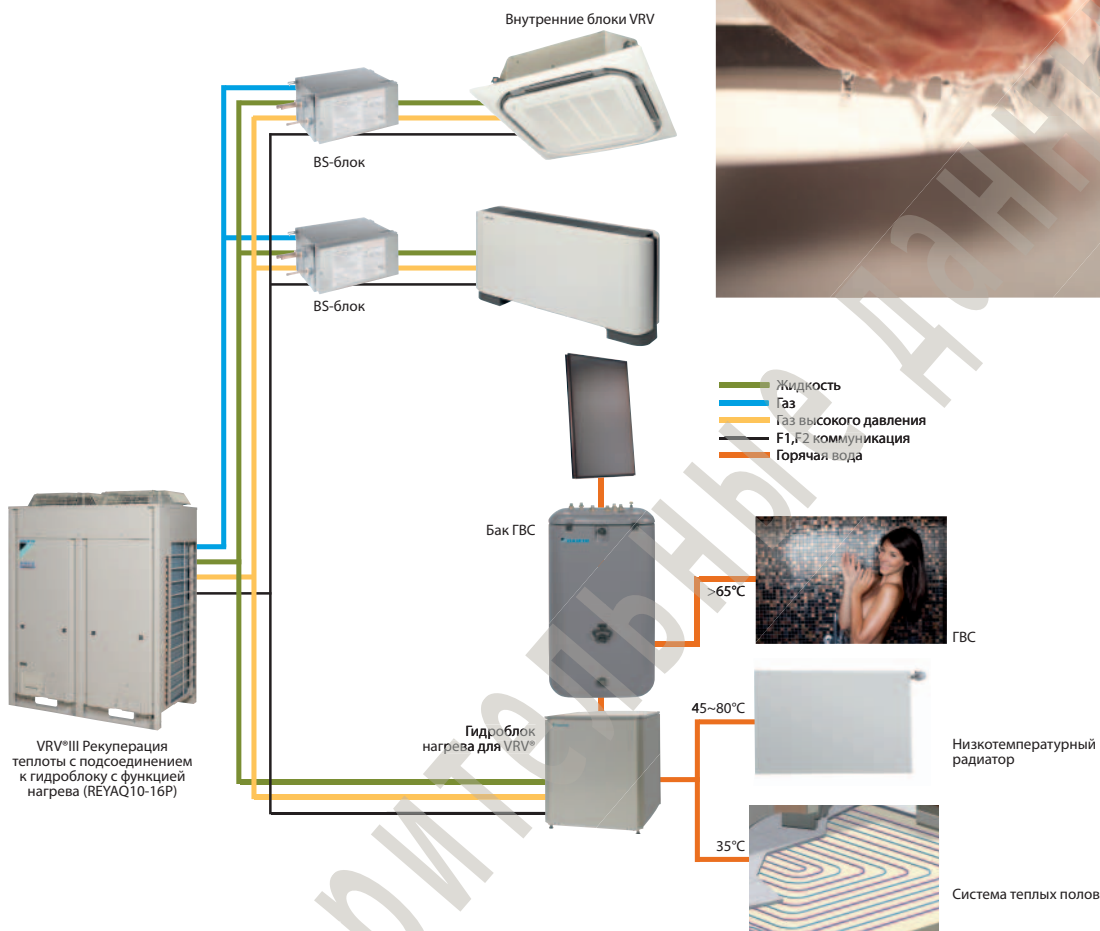 Внутренние блоки VRV
BS-блок
BS-блок
Жидкость
Газ
Газ высокого давления
F1,F2 коммуникация
Горячая вода
Бак ГВС
>65°C
ГВС
45~80°C
Гидроблок
нагрева для VRV®
Низкотемпературный
радиатор
VRV®III Рекуперация
теплоты с подсоединением
к гидроблоку с функцией
нагрева (REYAQ10-16P)
35°C
Система теплых полов
рительные данн